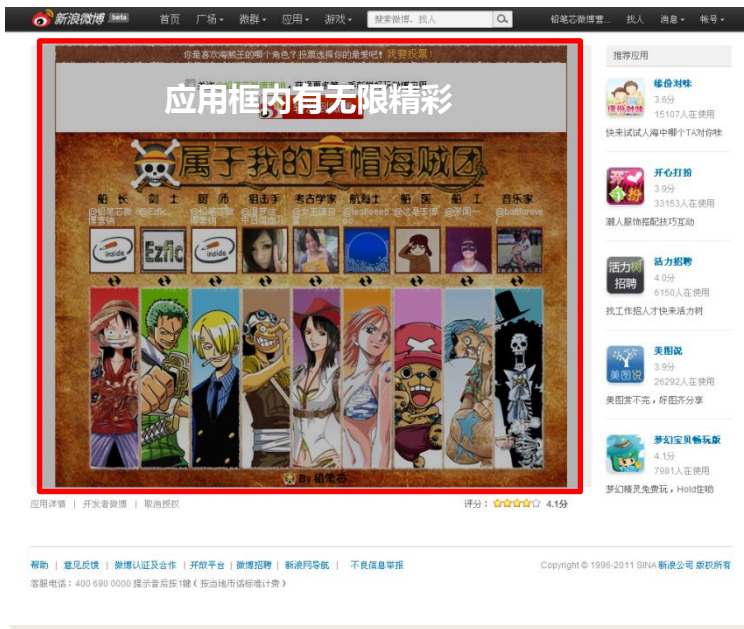 新浪微博 beta 首页 广场 微群 应用 游戏 搜索微博、找人 铅笔芯微博营... 找人 消息 帐号
你是喜欢海贼王的哪个角色?投票选择你的最爱吧! 我要投票!
应用框内有无限精彩
属于我的草帽海贼团
船长 剑士 厨师 狙击手 考古学家 航海士 船医 船工 音乐家
@Ezfic
inside Ezfic inside
By 铅笔芯
推荐应用
缘份对味
3.6分
15107人在使用
快来试试人海中哪个TA对你味
开心打扮
3.9分
33153人在使用
潮人服饰搭配技巧互动
活力招聘
4.0分
6150人在使用
找工作招人才快来活力树
美图说
3.9分
26292人在使用
美图赏不完,好图齐分享
梦幻宝贝畅玩版
4.1分
7981人在使用
梦幻精灵免费玩,Hold住哟
应用详情 | 开发者微博 | 取消授权 评分: 4.1分
帮助 | 意见反馈 | 微博认证及合作 | 开放平台 | 微博招聘 | 新浪网导航 | 不良信息举报 Copyright © 1996-2011 SINA 新浪公司 版权所有
客服电话:400 690 0000 提示音后按1键(按当地市话标准计费)